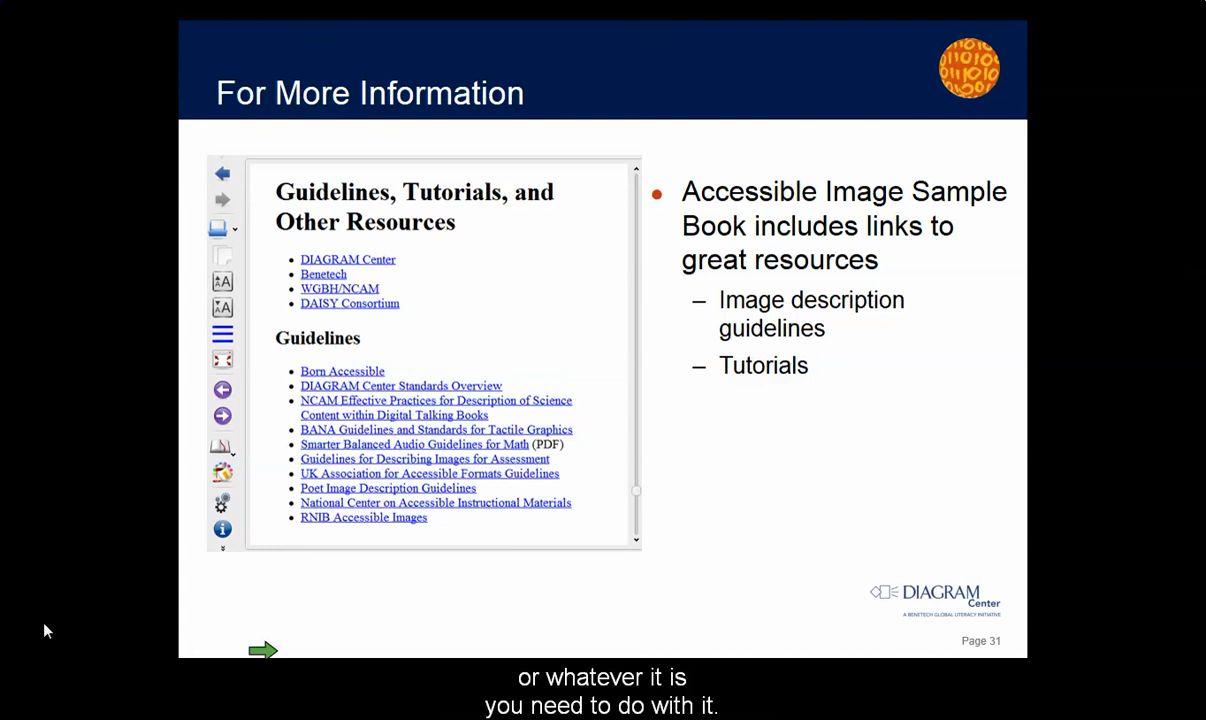 For More Information
Guidelines, Tutorials, and
Other Resources
DIAGRAM Center
Benetech
WGBH/NCAM
DAISY Consortium
Guidelines
Born Accessible
DIAGRAM Center Standards Overview
NCAM Effective Practices for Description of Science
Content within Digital Talking Books
BANA Guidelines and Standards for Tactile Graphics
Smarter Balanced Audio Guidelines for Math (PDF)
Guidelines for Describing Images for Assessment
UK Association for Accessible Formats Guidelines
Poet Image Description Guidelines
National Center on Accessible Instructional Materials
RNIB Accessible Images
Accessible Image Sample
Book includes links to
great resources
– Image description
guidelines
– Tutorials
DIAGRAM
Center
A BENETECH GLOBAL LITERACY INITIATIVE
Page 31
or whatever it is
you need to do with it.